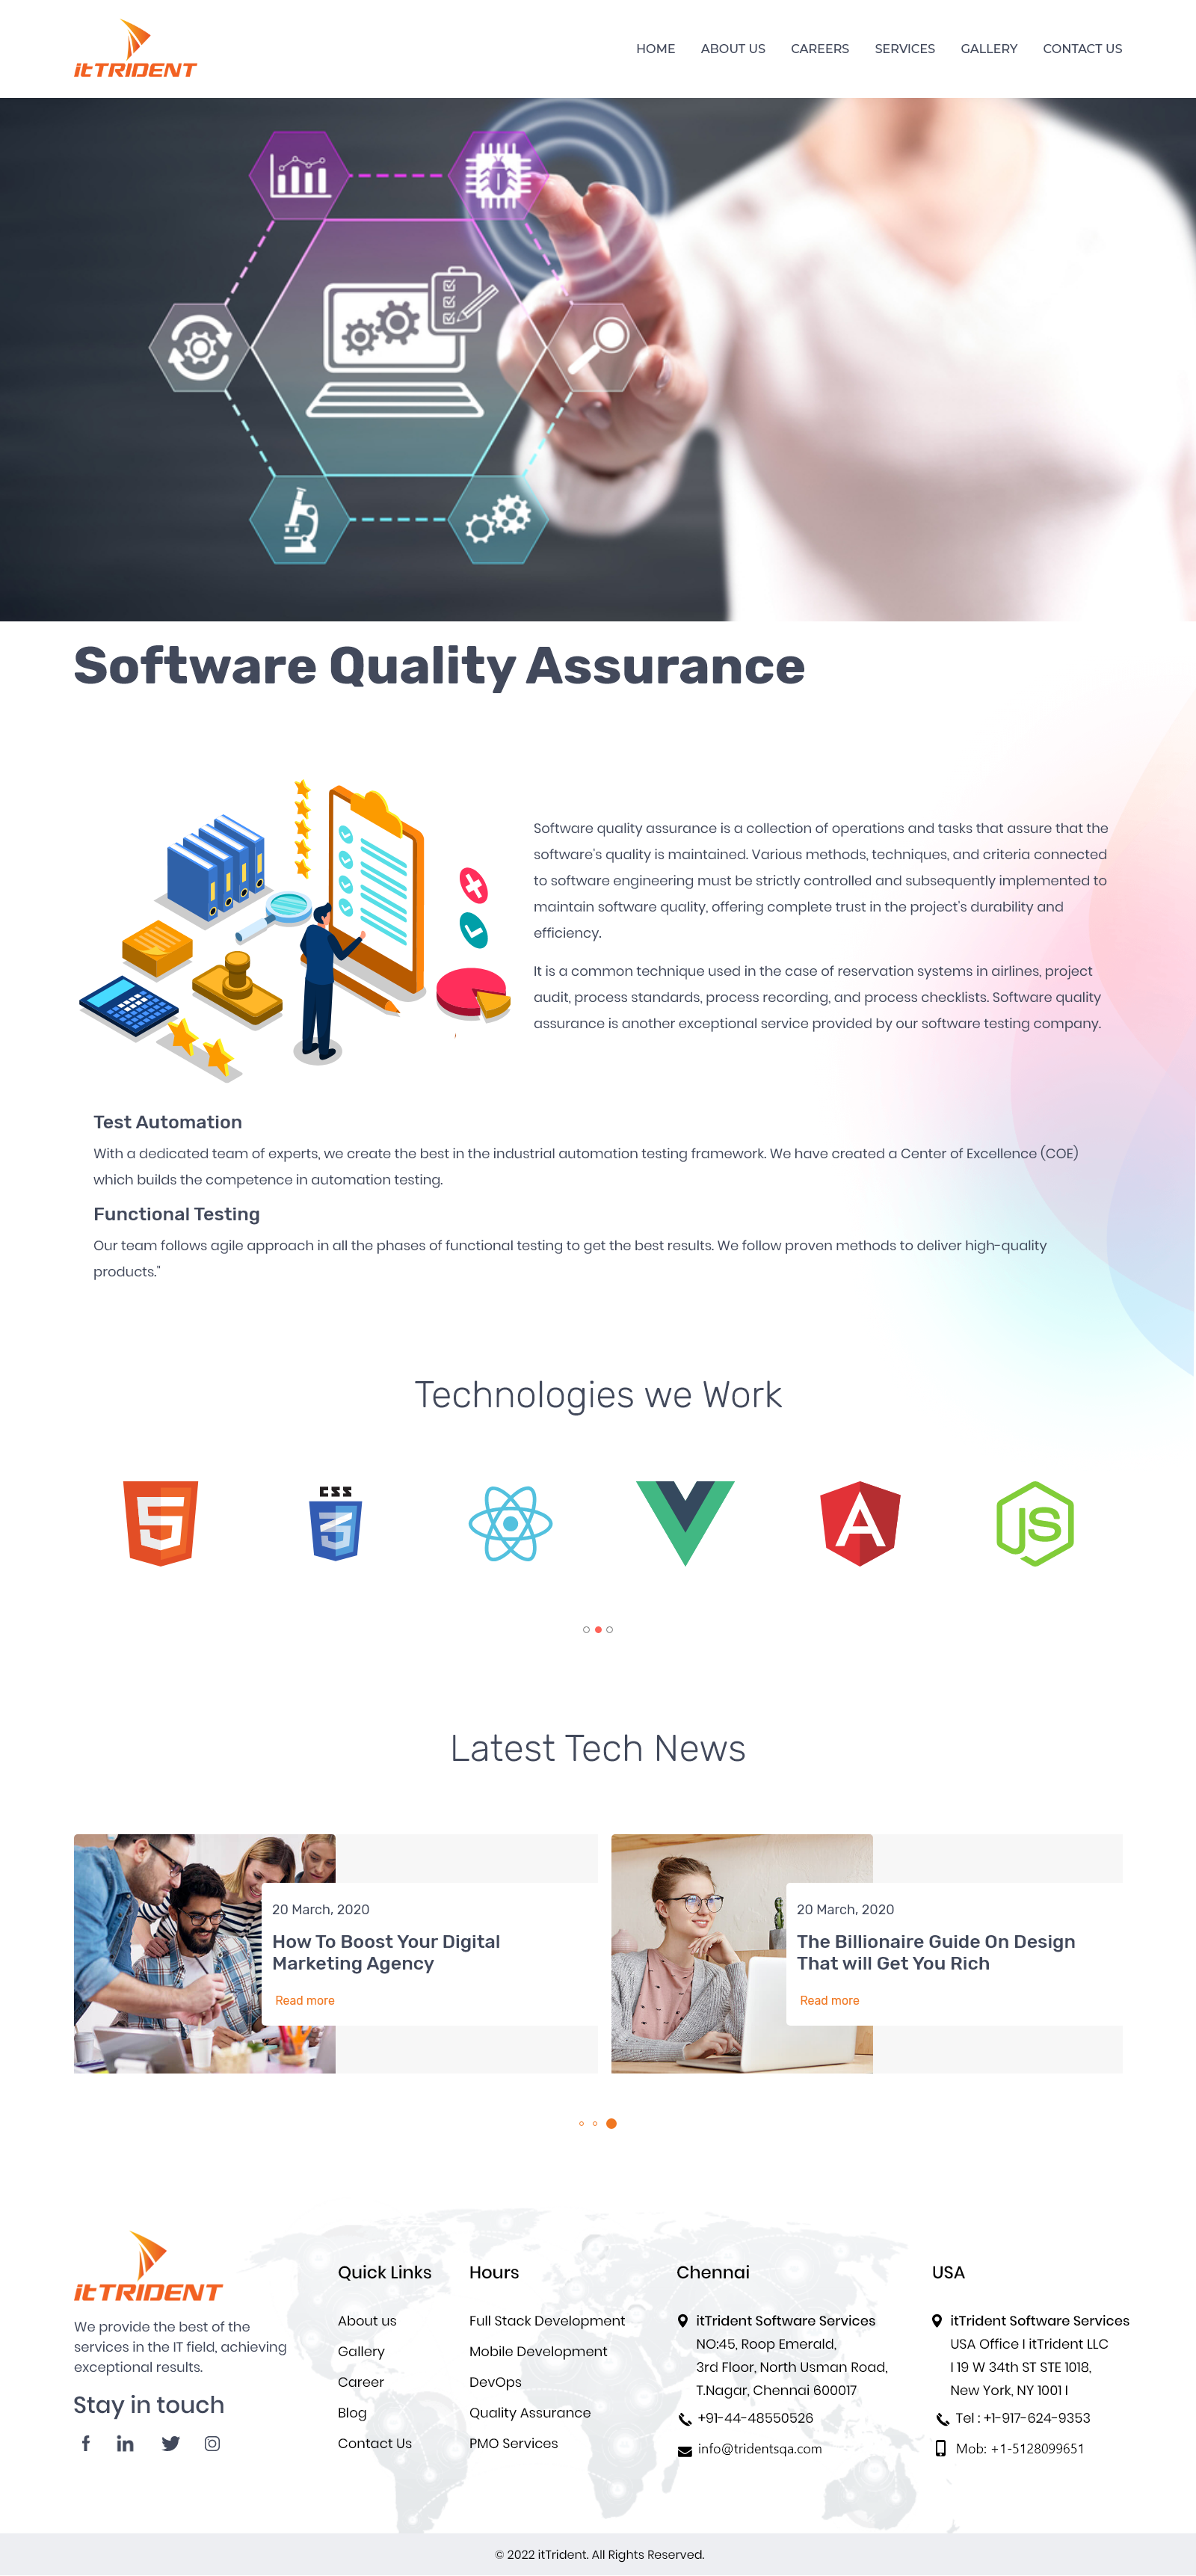 itTRIDENT
HOME ABOUT US CAREERS SERVICES GALLERY CONTACT US
Software Quality Assurance
Software quality assurance is a collection of operations and tasks that assure that the
software's quality is maintained. Various methods, techniques, and criteria connected
to software engineering must be strictly controlled and subsequently implemented to
maintain software quality, offering complete trust in the project's durability and
efficiency.
It is a common technique used in the case of reservation systems in airlines, project
audit, process standards, process recording, and process checklists. Software quality
assurance is another exceptional service provided by our software testing company.
Test Automation
With a dedicated team of experts, we create the best in the industrial automation testing framework. We have created a Center of Excellence (COE)
which builds the competence in automation testing.
Functional Testing
Our team follows agile approach in all the phases of functional testing to get the best results. We follow proven methods to deliver high-quality
products."
Technologies we Work
5
CSS
3
A
JS
Latest Tech News
20 March, 2020
How To Boost Your Digital
Marketing Agency
Read more
20 March, 2020
The Billionaire Guide On Design
That will Get You Rich
Read more
itTRIDENT
We provide the best of the
services in the IT field, achieving
exceptional results.
Stay in touch
Quick Links
About us
Gallery
Career
Blog
Contact Us
Hours
Full Stack Development
Mobile Development
DevOps
Quality Assurance
PMO Services
Chennai
itTrident Software Services
NO:45, Roop Emerald,
3rd Floor, North Usman Road,
T.Nagar, Chennai 600017
+91-44-48550526
info@tridentsqa.com
USA
itTrident Software Services
USA Office I itTrident LLC
I 19 W 34th ST STE 1018,
New York, NY 1001 I
Tel : +1-917-624-9353
Mob: +1-5128099651
© 2022 itTrident. All Rights Reserved.